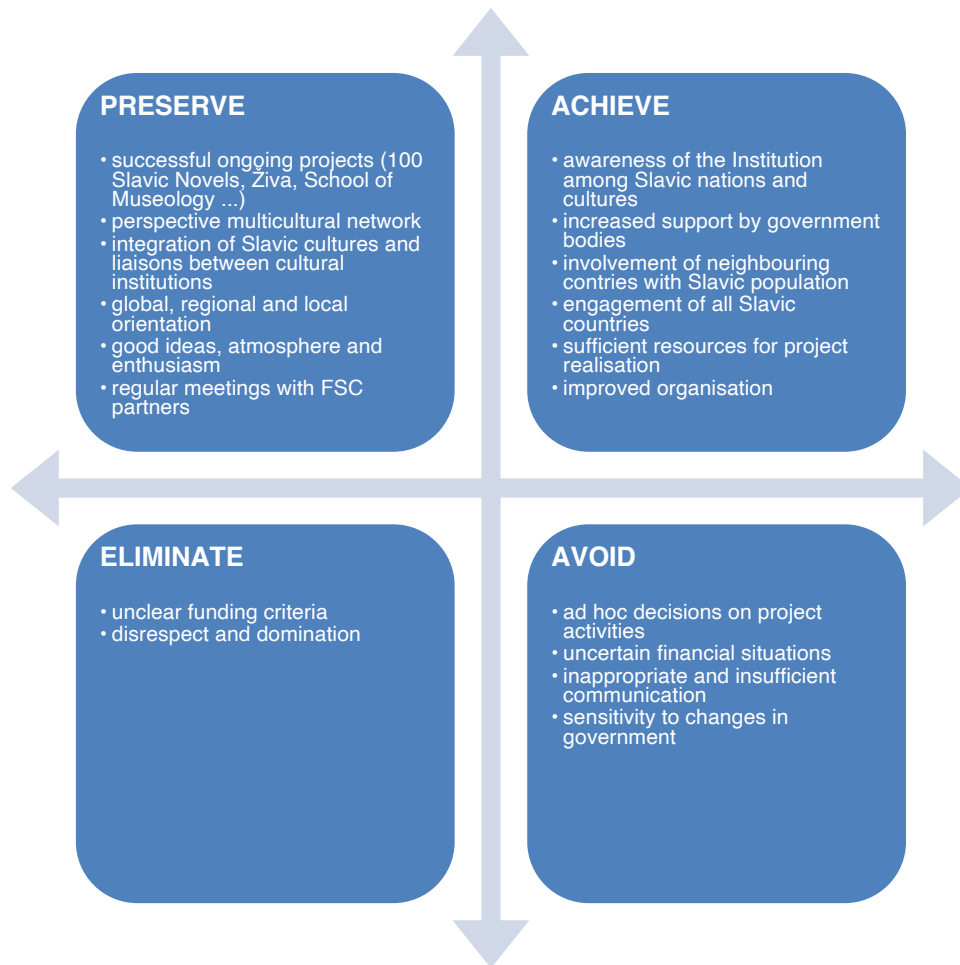 PRESERVE
• successful ongoing projects (100
Slavic Novels, Živa, School of
Museology ...)
• perspective multicultural network
• integration of Slavic cultures and
liaisons between cultural
institutions
• global, regional and local
orientation
• good ideas, atmosphere and
enthusiasm
• regular meetings with FSC
partners
ACHIEVE
• awareness of the Institution
among Slavic nations and
cultures
• increased support by government
bodies
• involvement of neighbouring
contries with Slavic population
• engagement of all Slavic
countries
• sufficient resources for project
realisation
• improved organisation
ELIMINATE
• unclear funding criteria
• disrespect and domination
AVOID
• ad hoc decisions on project
activities
• uncertain financial situations
• inappropriate and insufficient
communication
• sensitivity to changes in
government